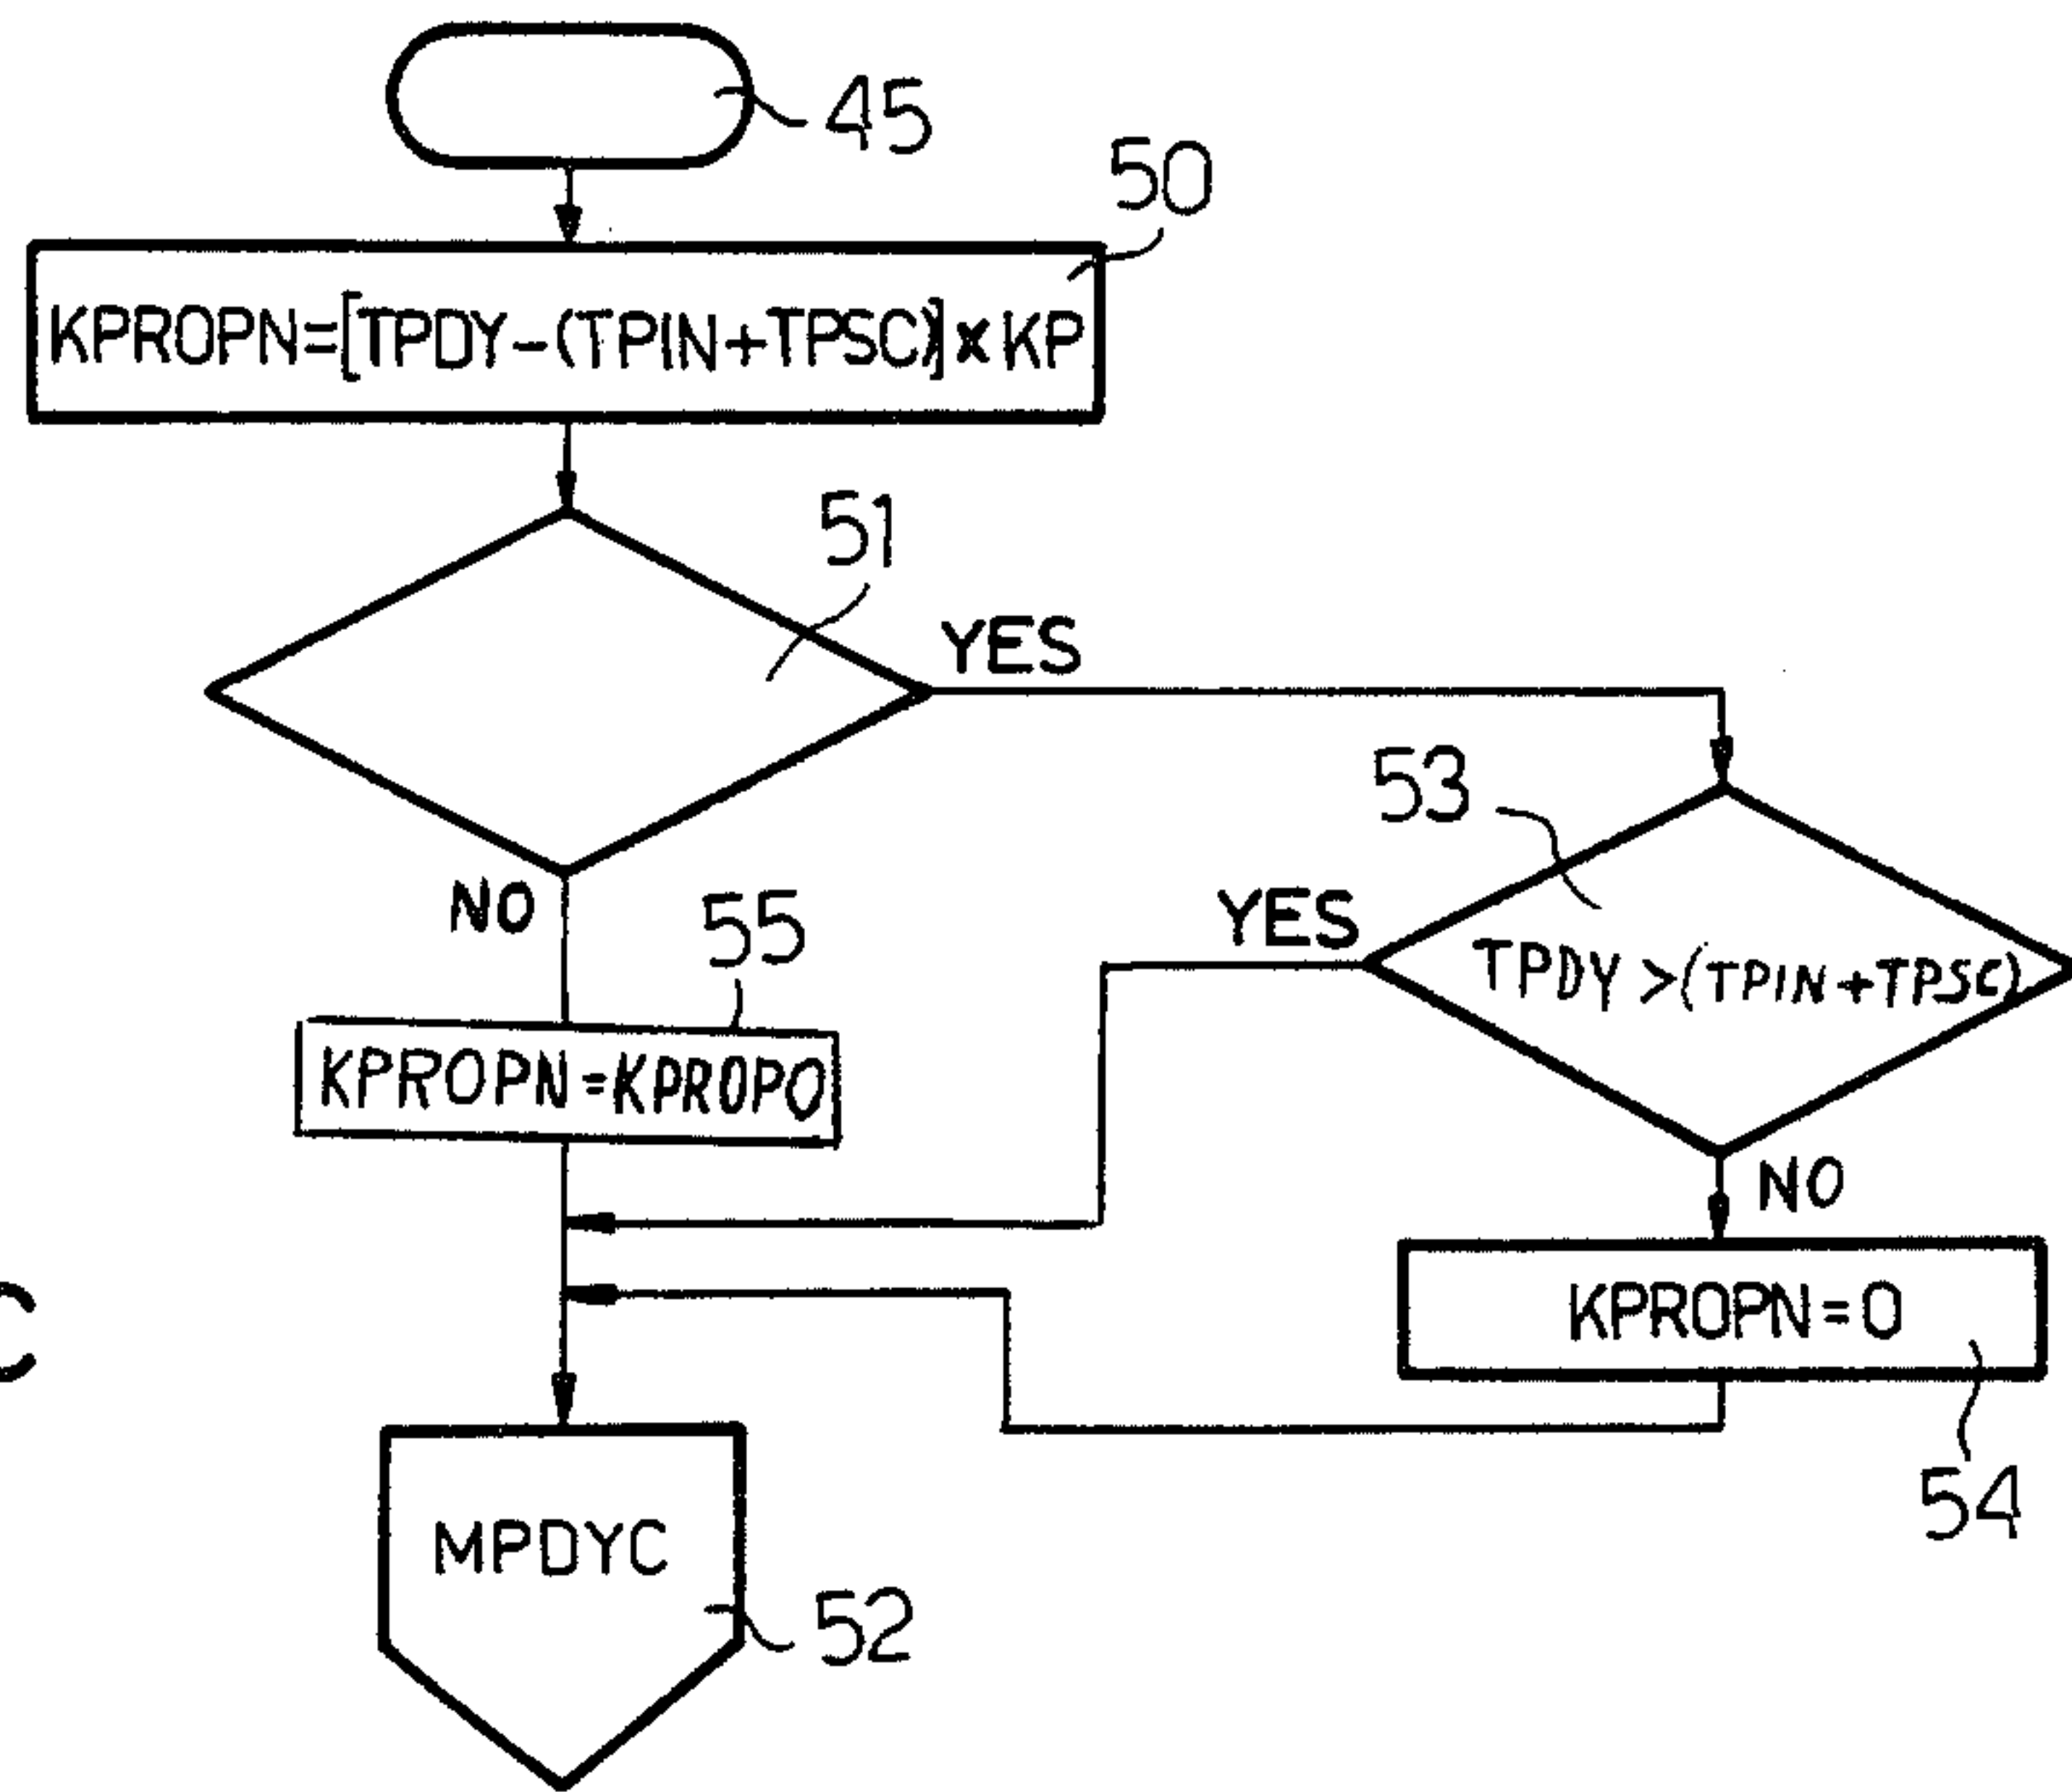 45
50
KPROPN=[TPDY-(TPIN+TPSC)]×KP
51
YES
53
YES
TPDY>(TPIN+TPSC)
NO
55
KPROPN=KPROPO
NO
KPROPN=0
C
54
MPDYC
52